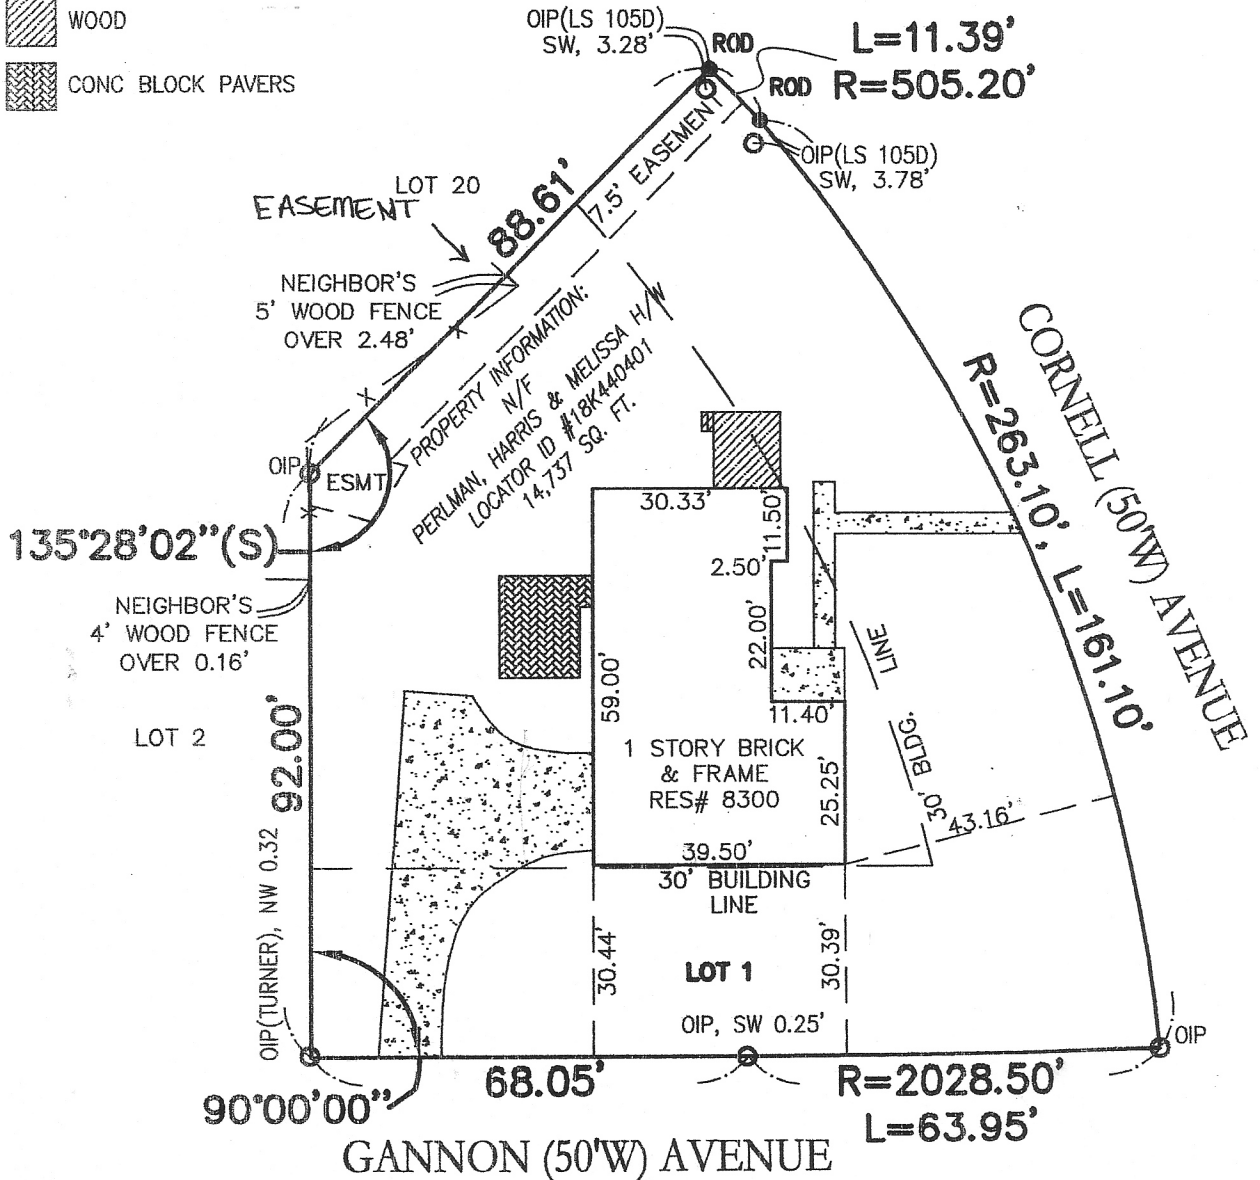 WOOD
CONC BLOCK PAVERS
OIP(LS 105D)
SW, 3.28'
ROD
L=11.39'
ROD
R=505.20'
OIP(LS 105D)
SW, 3.78'
LOT 20
EASEMENT
88.61'
7.5' EASEMENT
NEIGHBOR'S
5' WOOD FENCE
OVER 2.48'
PROPERTY INFORMATION:
N/F
PERLMAN, HARRIS & MELISSA H/W
LOCATOR ID #18K440401
14,737 SQ. FT.
CORNELL (50'W) AVENUE
R=263.10', L=161.10'
OIP
ESMT
135°28'02"(S)
30.33'
11.50'
2.50'
22.00'
NEIGHBOR'S
4' WOOD FENCE
OVER 0.16'
59.00'
11.40'
LOT 2
92.00'
1 STORY BRICK
& FRAME
RES# 8300
25.25'
30' BLDG. LINE
43.16'
39.50'
30' BUILDING
LINE
OIP(TURNER), NW 0.32
30.44'
LOT 1
30.39'
OIP, SW 0.25'
OIP
68.05'
R=2028.50'
L=63.95'
90°00'00"
GANNON (50'W) AVENUE